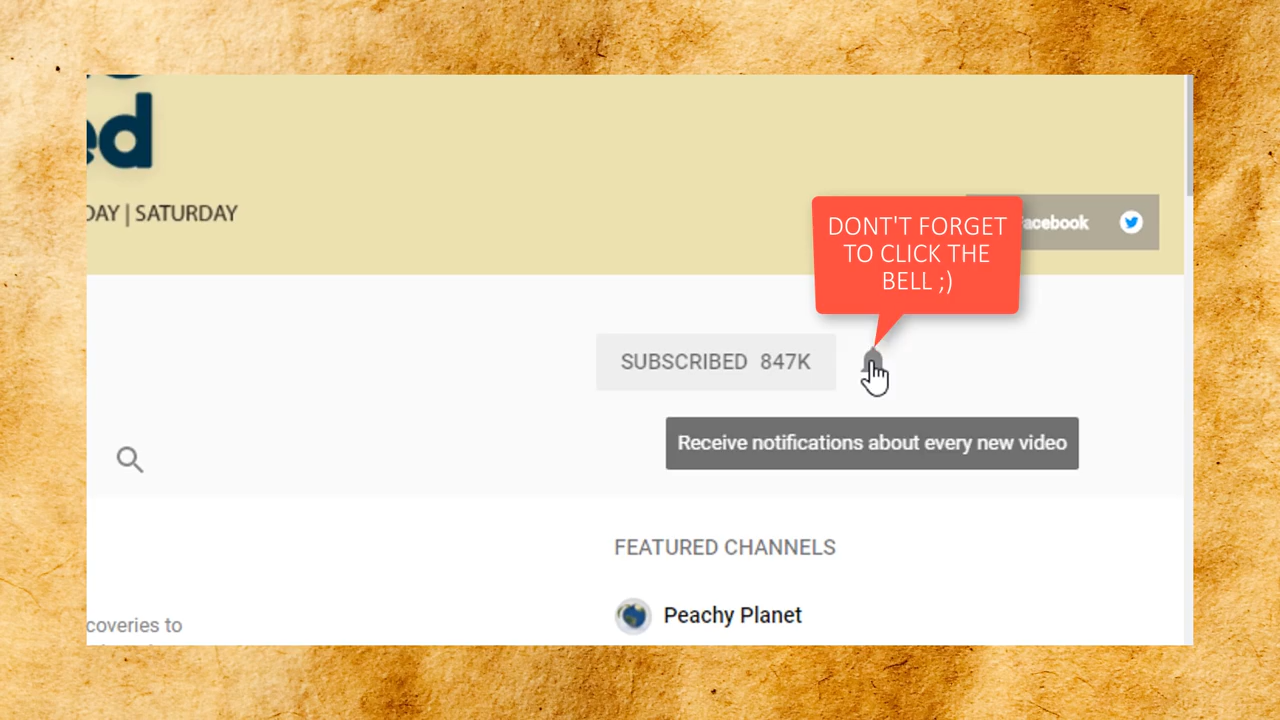 ed
DAY | SATURDAY
acebook
DONT'T FORGET
TO CLICK THE
BELL ;)
SUBSCRIBED 847K
Receive notifications about every new video
FEATURED CHANNELS
Peachy Planet
coveries to